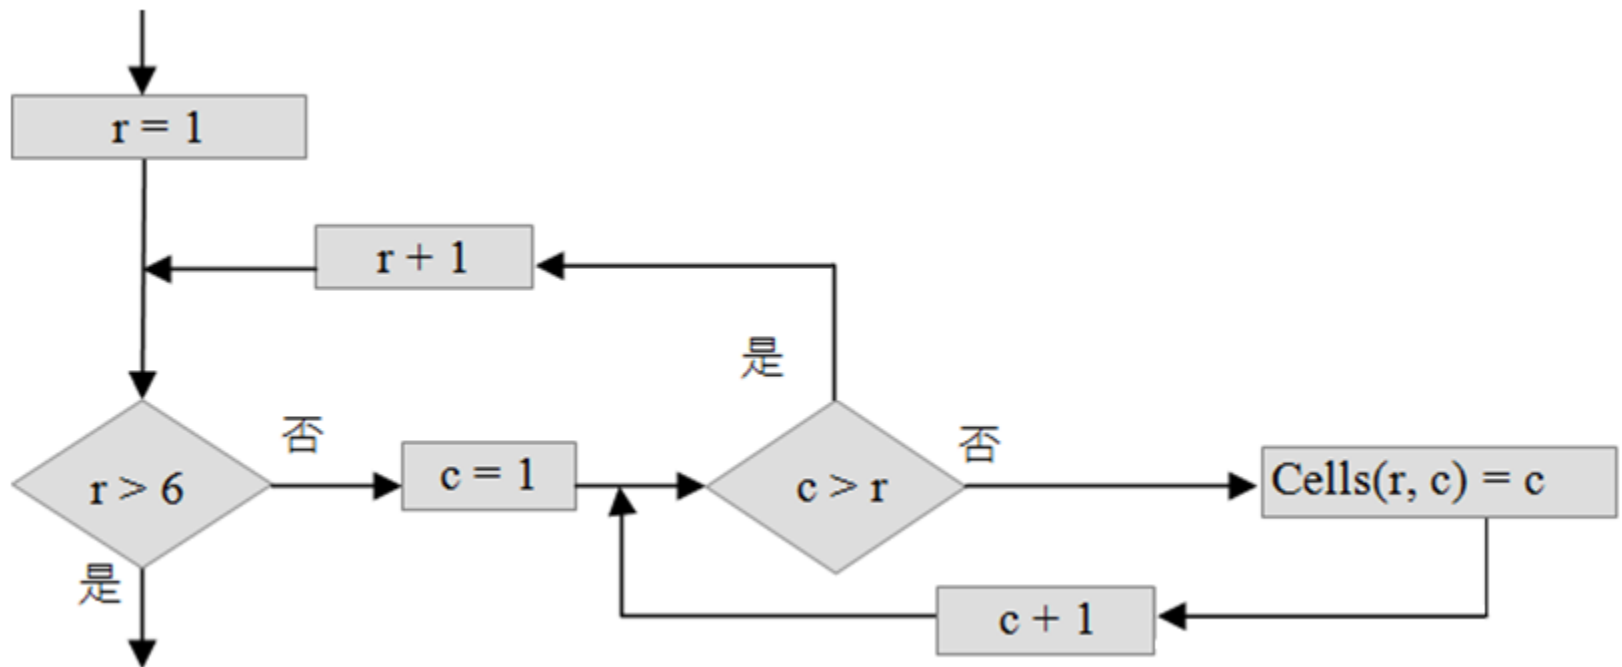 r = 1
r + 1
是
否
否
r > 6
c = 1
c > r
Cells(r, c) = c
是
c + 1